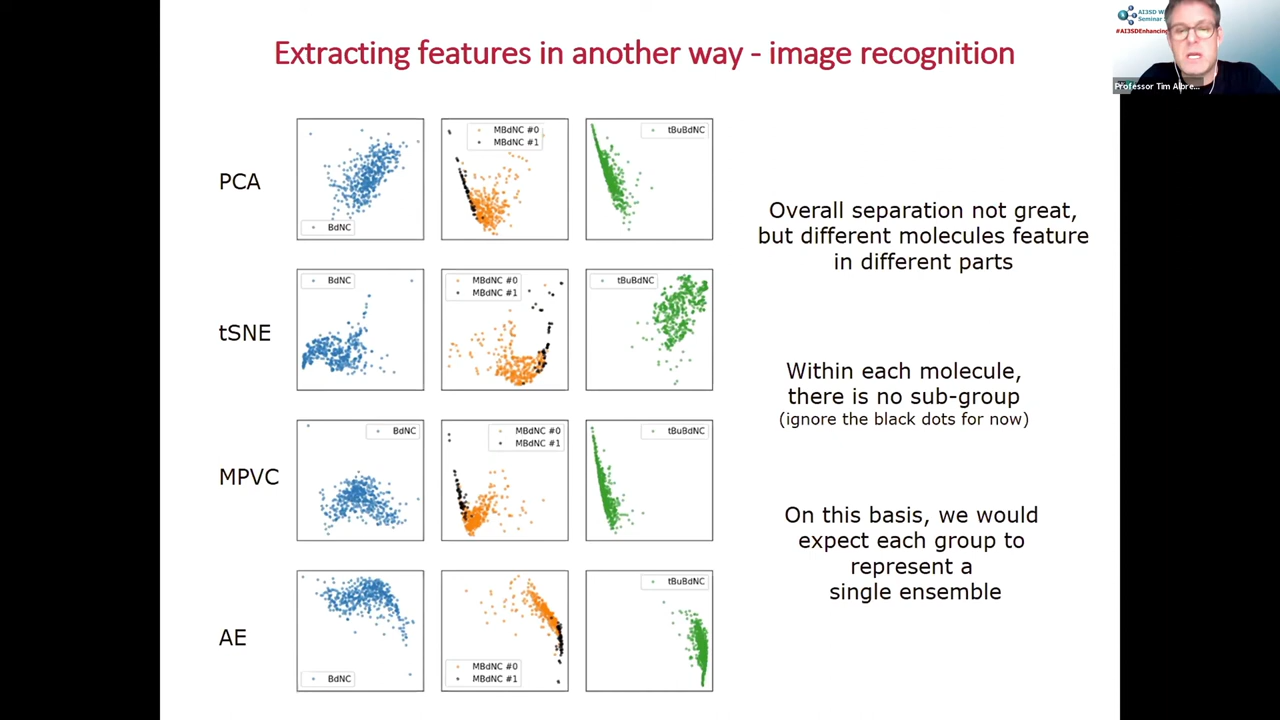 Extracting features in another way - image recognition
AI3SD W
Seminar
#AI3SDEnhancing
Professor Tim Albre...
PCA
BdNC
MBdNC #0
MBdNC #1
tBuBdNC
Overall separation not great,
but different molecules feature
in different parts
tSNE
BdNC
MBdNC #0
MBdNC #1
tBuBdNC
Within each molecule,
there is no sub-group
(ignore the black dots for now)
MPVC
BdNC
MBdNC #0
MBdNC #1
tBuBdNC
On this basis, we would
expect each group to
represent a
single ensemble
AE
BdNC
MBdNC #0
MBdNC #1
tBuBdNC